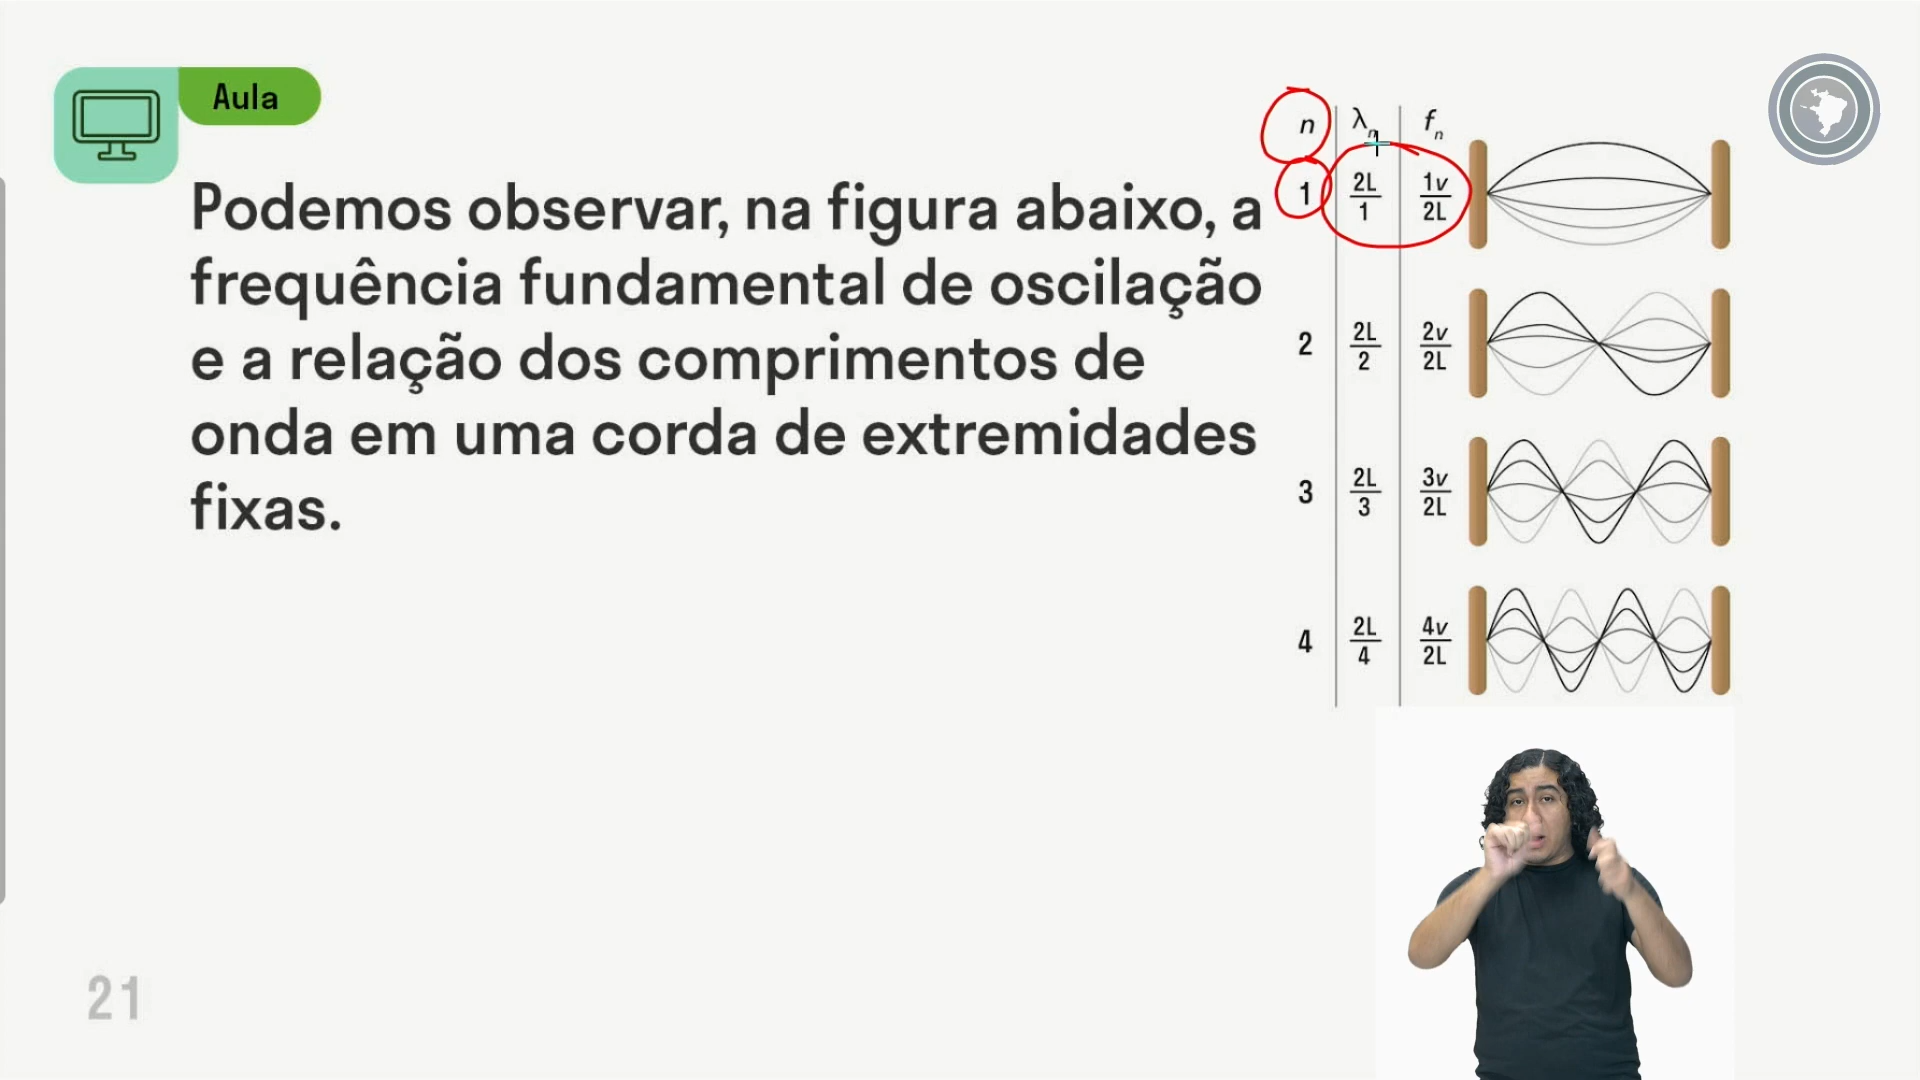 Aula
Podemos observar, na figura abaixo, a
frequência fundamental de oscilação
e a relação dos comprimentos de
onda em uma corda de extremidades
fixas.
n λn fn
1 2L/1 1v/2L
2 2L/2 2v/2L
3 2L/3 3v/2L
4 2L/4 4v/2L
21